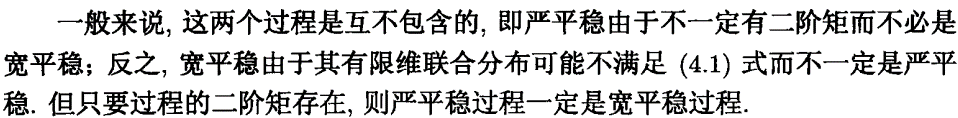 一般来说, 这两个过程是互不包含的, 即严平稳由于不一定有二阶矩而不必是
宽平稳; 反之, 宽平稳由于其有限维联合分布可能不满足 (4.1) 式而不一定是严平
稳. 但只要过程的二阶矩存在, 则严平稳过程一定是宽平稳过程.